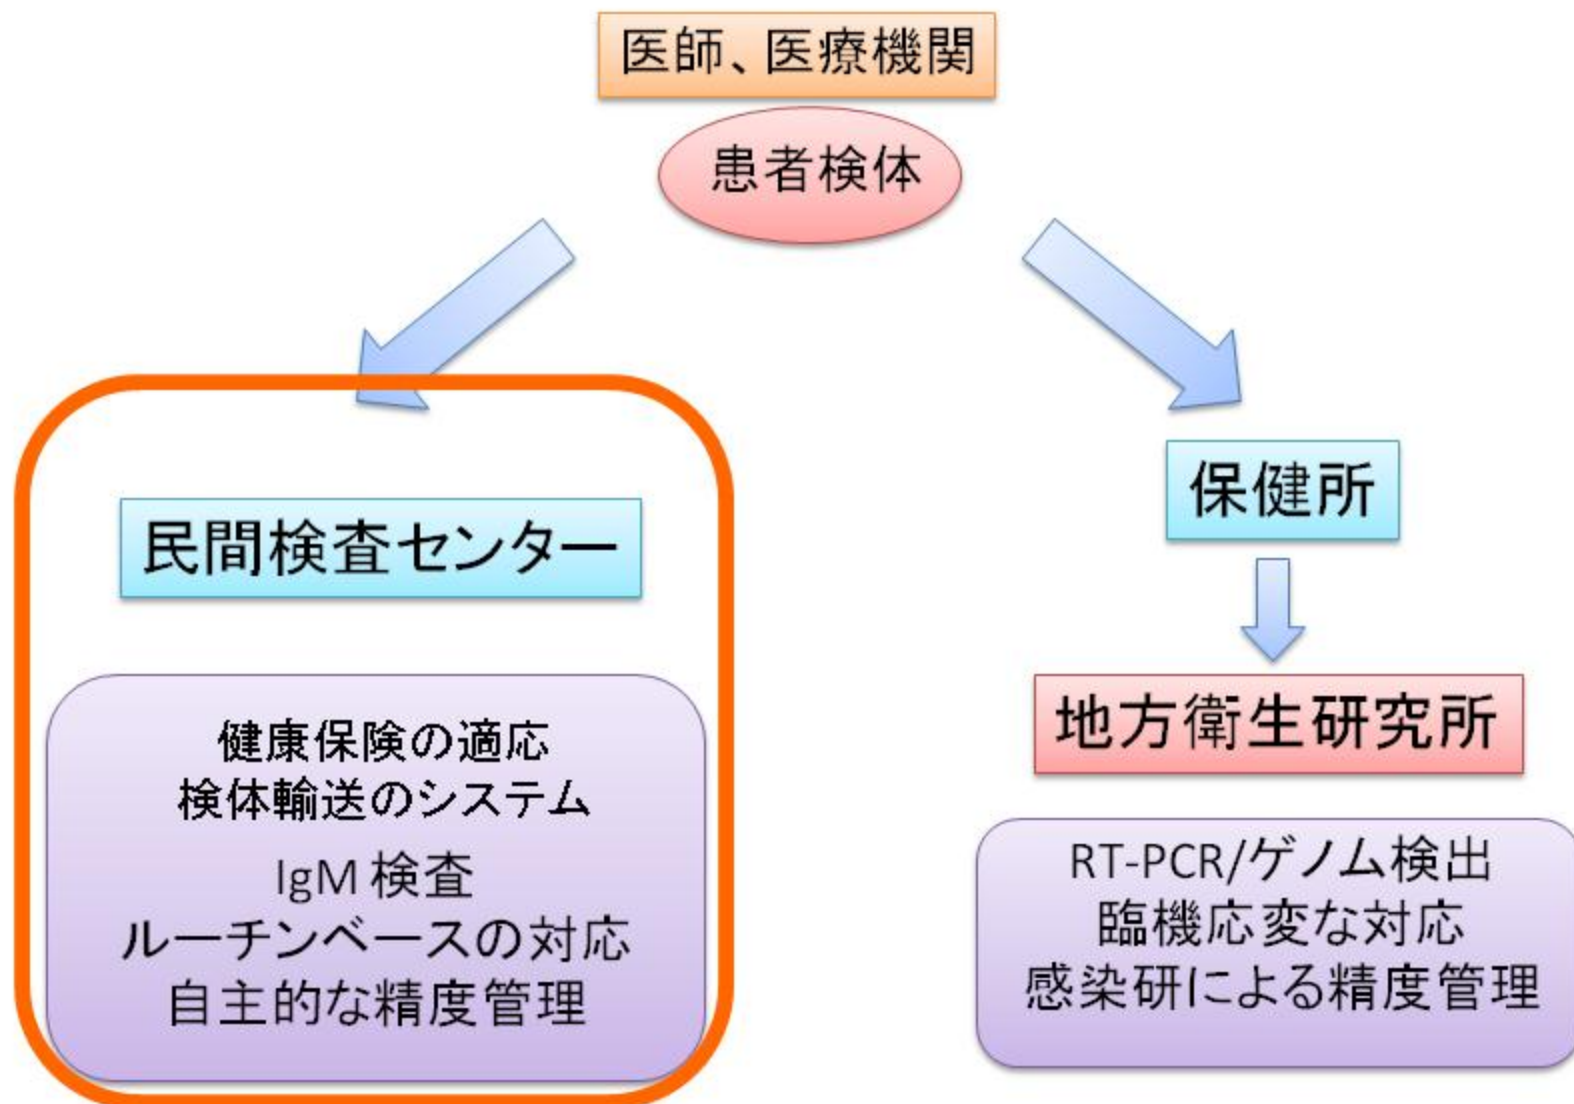 医師、医療機関
患者検体
民間検査センター
健康保険の適応
検体輸送のシステム
IgM 検査
ルーチンベースの対応
自主的な精度管理
保健所
地方衛生研究所
RT-PCR/ゲノム検出
臨機応変な対応
感染研による精度管理